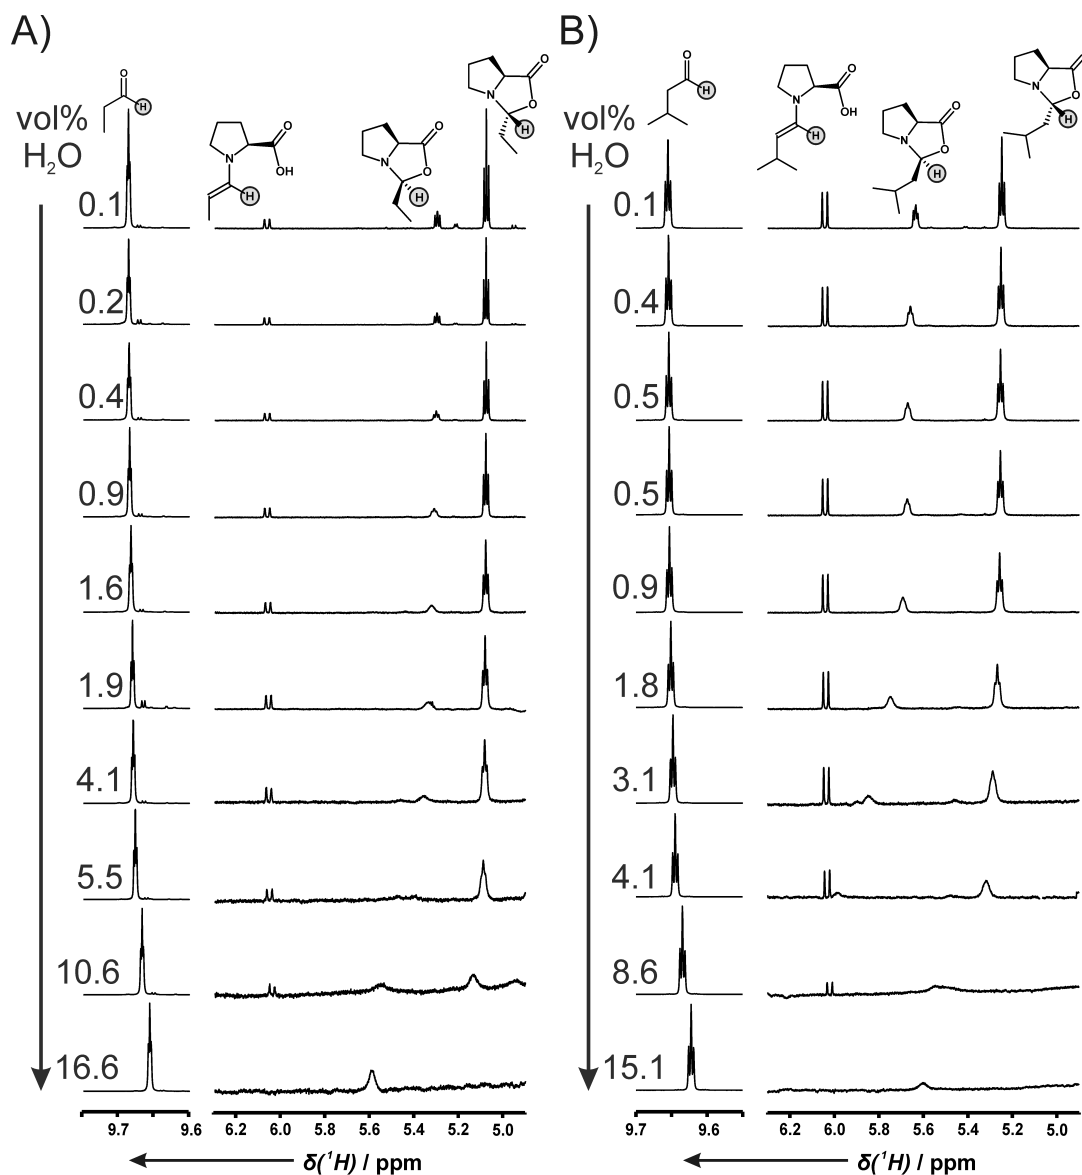 A)
B)
vol%
H2O
0.1
0.2
0.4
0.9
1.6
1.9
4.1
5.5
10.6
16.6
O
H
N
O
OH
H
O
N
O
H
O
N
O
H
9.7 9.6
6.2 6.0 5.8 5.6 5.4 5.2 5.0
δ(¹H) / ppm
vol%
H2O
0.1
0.4
0.5
0.5
0.9
1.8
3.1
4.1
8.6
15.1
O
H
N
O
OH
H
O
N
O
H
O
N
O
H
9.7 9.6
6.2 6.0 5.8 5.6 5.4 5.2 5.0
δ(¹H) / ppm